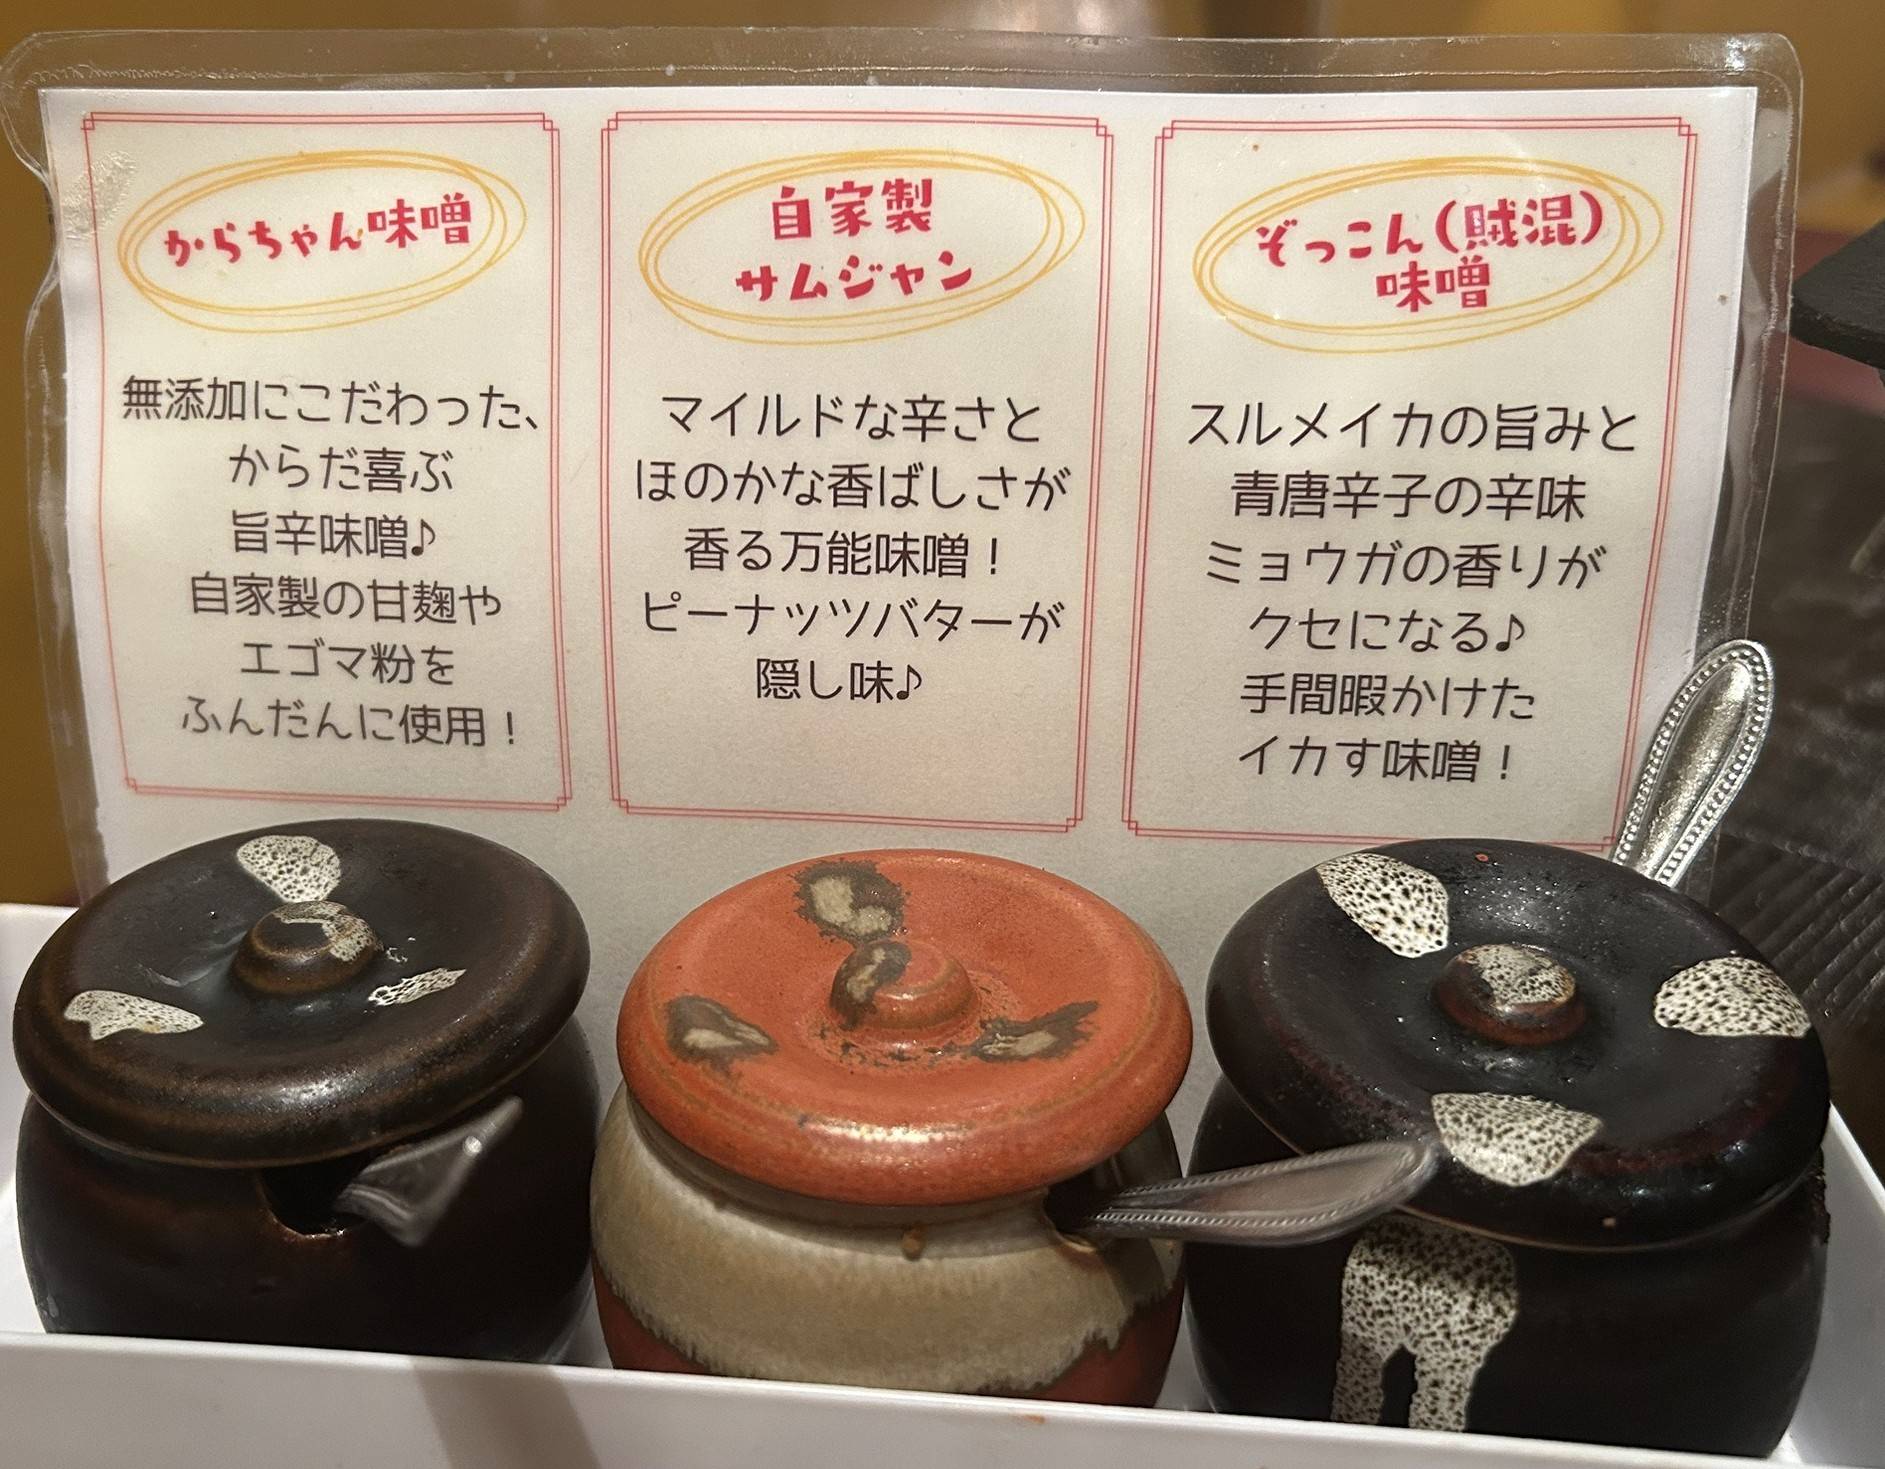 からちゃん味噌
無添加にこだわった、
からだ喜ぶ
旨辛味噌♪
自家製の甘麹や
エゴマ粉を
ふんだんに使用！
自家製
サムジャン
マイルドな辛さと
ほのかな香ばしさが
香る万能味噌！
ピーナッツバターが
隠し味♪
ぞっこん(賊混)
味噌
スルメイカの旨みと
青唐辛子の辛味
ミョウガの香りが
クセになる♪
手間暇かけた
イカす味噌！